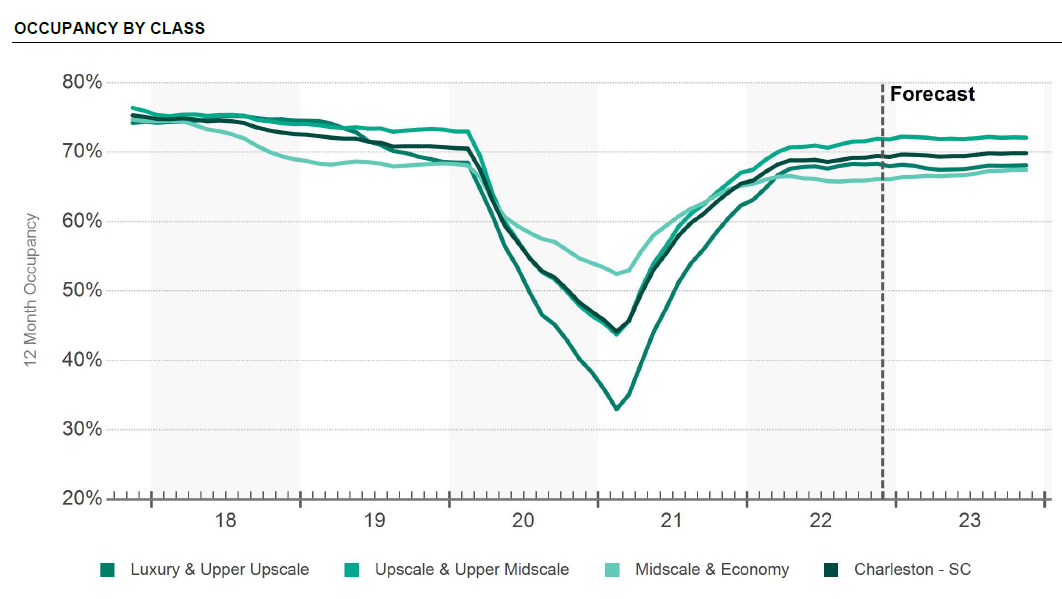 OCCUPANCY BY CLASS
80%
Forecast
70%
60%
50%
40%
30%
20%
12 Month Occupancy
18 19 20 21 22 23
Luxury & Upper Upscale Upscale & Upper Midscale Midscale & Economy Charleston - SC